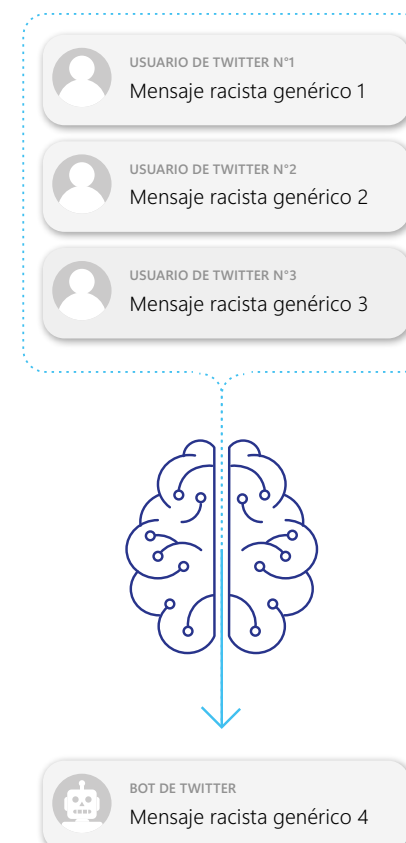 USUARIO DE TWITTER N°1
Mensaje racista genérico 1
USUARIO DE TWITTER N°2
Mensaje racista genérico 2
USUARIO DE TWITTER N°3
Mensaje racista genérico 3
BOT DE TWITTER
Mensaje racista genérico 4